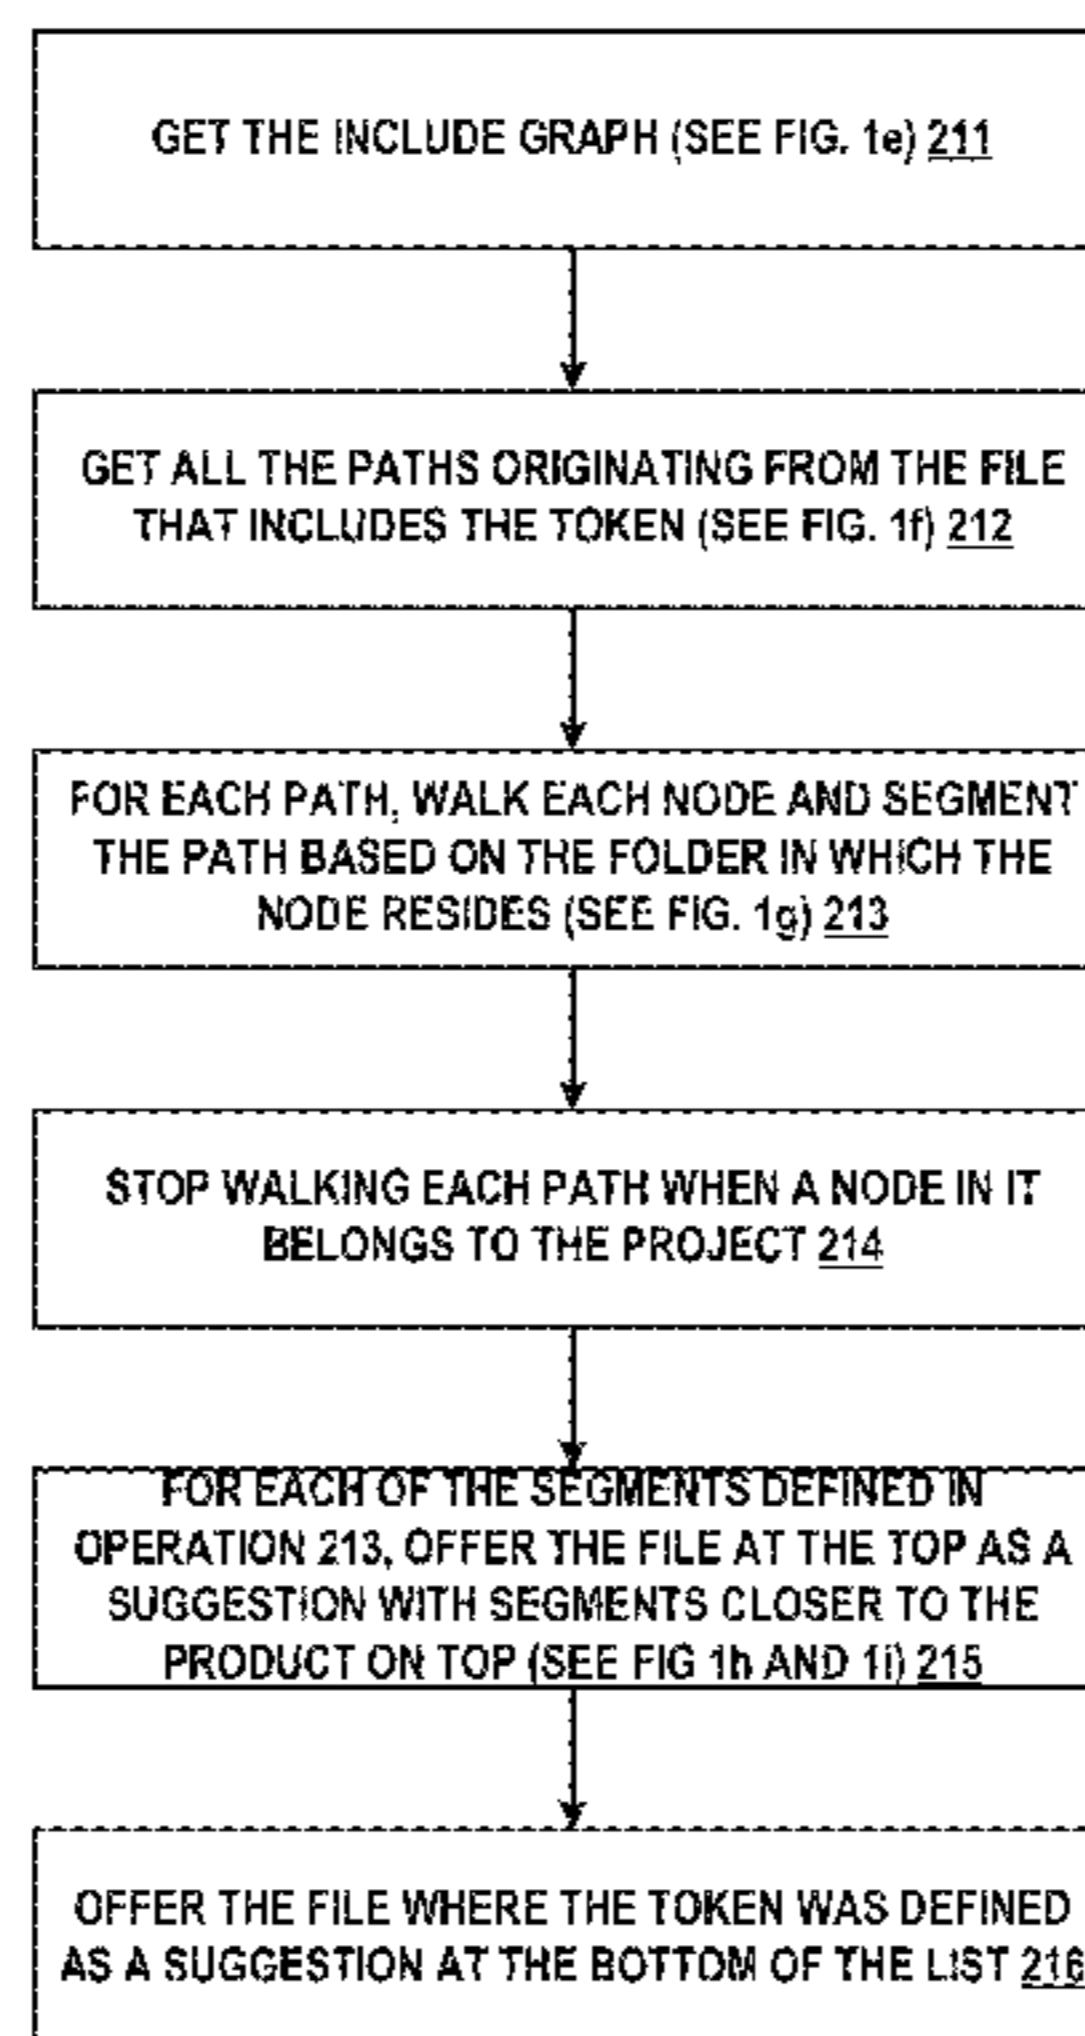 GET THE INCLUDE GRAPH (SEE FIG. 1e) 211
GET ALL THE PATHS ORIGINATING FROM THE FILE
THAT INCLUDES THE TOKEN (SEE FIG. 1f) 212
FOR EACH PATH, WALK EACH NODE AND SEGMENT
THE PATH BASED ON THE FOLDER IN WHICH THE
NODE RESIDES (SEE FIG. 1g) 213
STOP WALKING EACH PATH WHEN A NODE IN IT
BELONGS TO THE PROJECT 214
FOR EACH OF THE SEGMENTS DEFINED IN
OPERATION 213, OFFER THE FILE AT THE TOP AS A
SUGGESTION WITH SEGMENTS CLOSER TO THE
PRODUCT ON TOP (SEE FIG 1h AND 1i) 215
OFFER THE FILE WHERE THE TOKEN WAS DEFINED
AS A SUGGESTION AT THE BOTTOM OF THE LIST 216